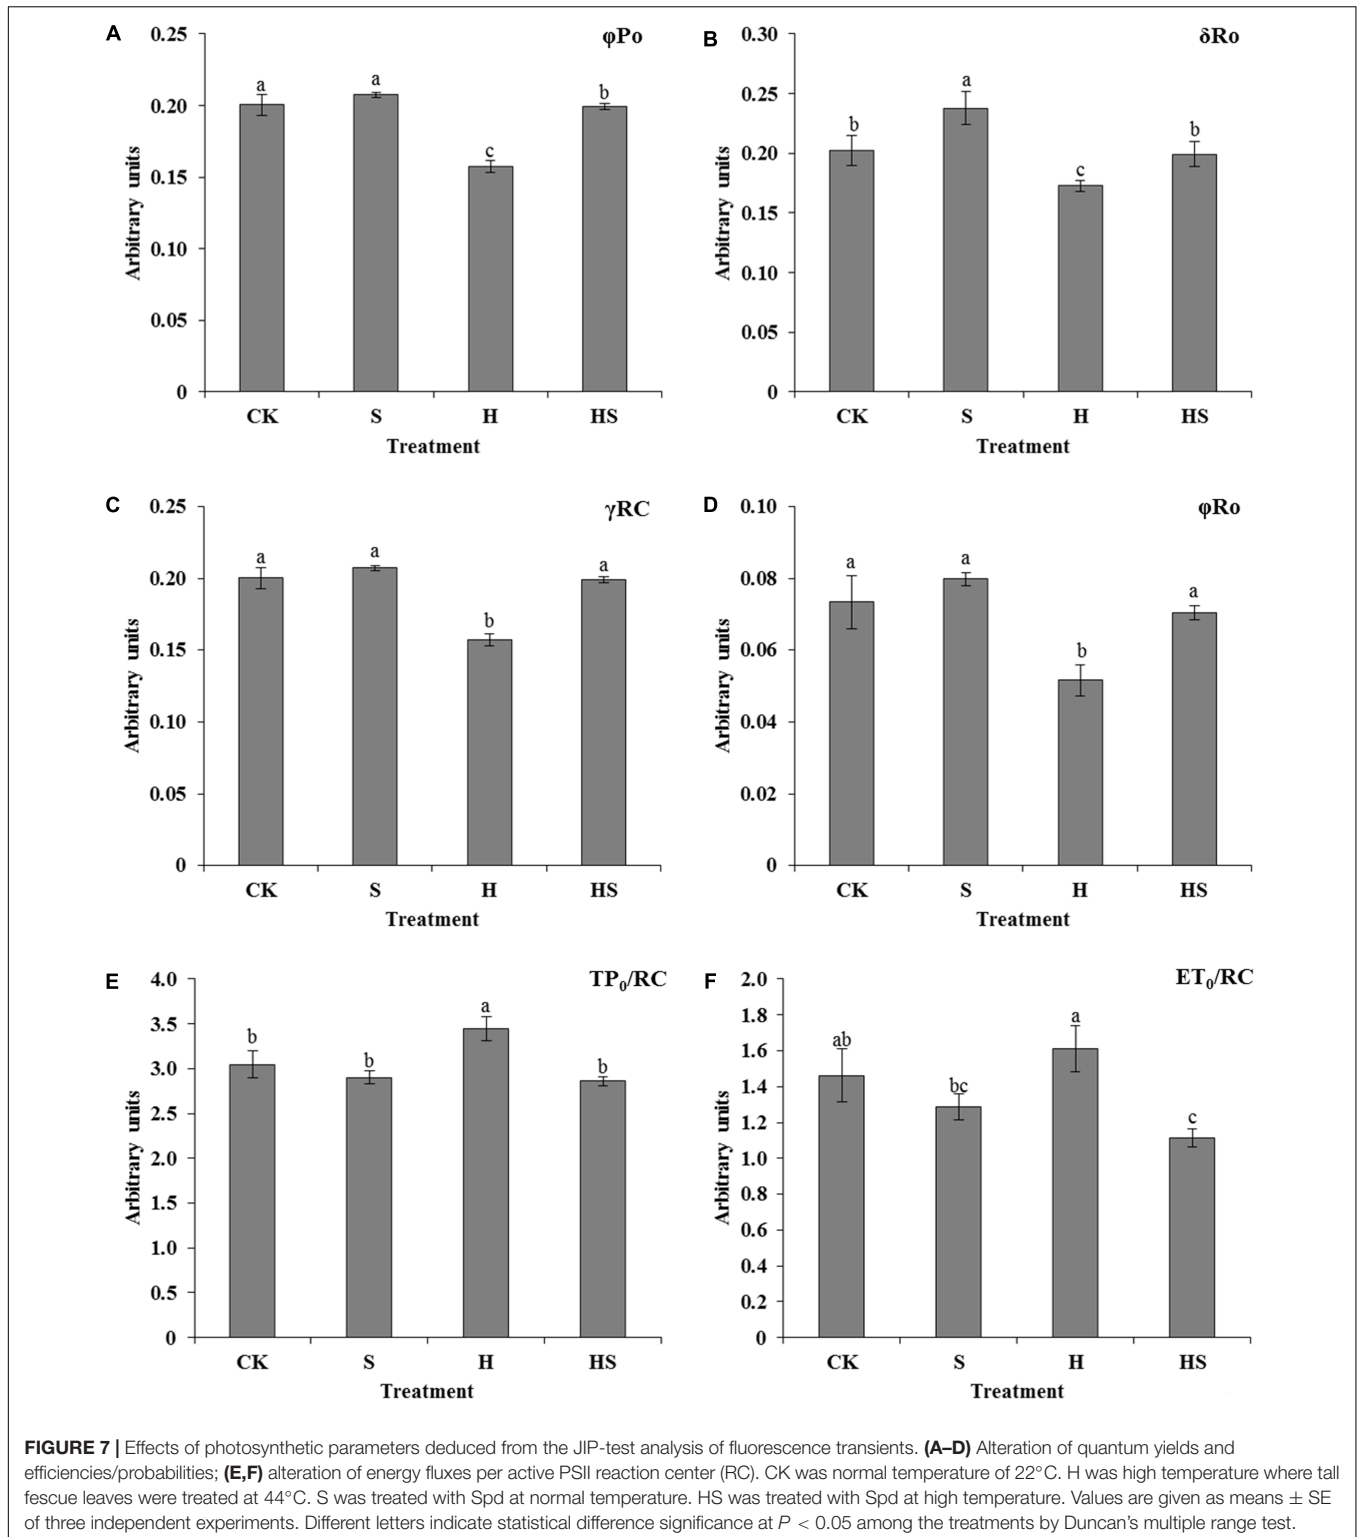 A
φPo
0.25
0.20
0.15
0.10
0.05
0
Arbitrary units
a
a
c
b
CK S H HS
Treatment
B
δRo
0.30
0.25
0.20
0.15
0.10
0.05
0
Arbitrary units
b
a
c
b
CK S H HS
Treatment
C
γRC
0.25
0.20
0.15
0.10
0.05
0
Arbitrary units
a
a
b
a
CK S H HS
Treatment
D
φRo
0.10
0.08
0.06
0.04
0.02
0
Arbitrary units
a
a
b
a
CK S H HS
Treatment
E
TP₀/RC
4.0
3.5
3.0
2.5
2.0
1.5
1.0
0.5
0
Arbitrary units
b
b
a
b
CK S H HS
Treatment
F
ET₀/RC
2.0
1.8
1.6
1.4
1.2
1.0
0.8
0.6
0.4
0.2
0
Arbitrary units
ab
bc
a
c
CK S H HS
Treatment
FIGURE 7 | Effects of photosynthetic parameters deduced from the JIP-test analysis of fluorescence transients. (A–D) Alteration of quantum yields and
efficiencies/probabilities; (E,F) alteration of energy fluxes per active PSII reaction center (RC). CK was normal temperature of 22°C. H was high temperature where tall
fescue leaves were treated at 44°C. S was treated with Spd at normal temperature. HS was treated with Spd at high temperature. Values are given as means ± SE
of three independent experiments. Different letters indicate statistical difference significance at P < 0.05 among the treatments by Duncan's multiple range test.